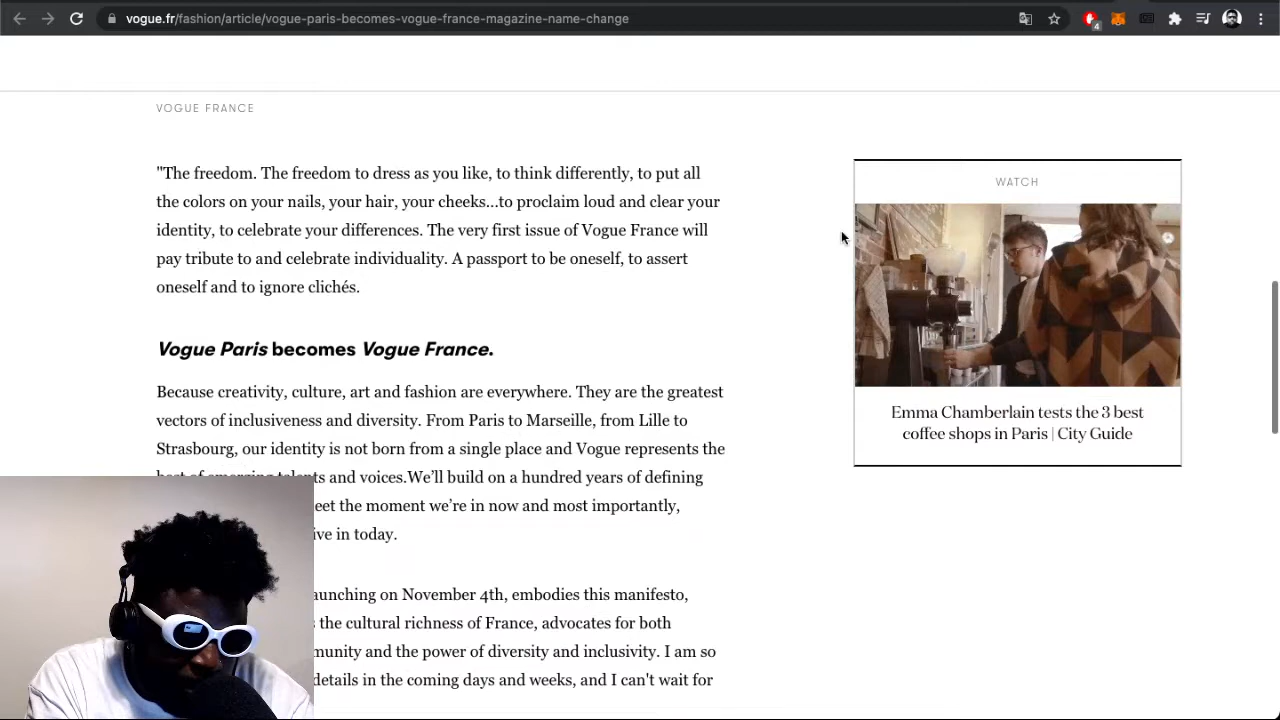 vogue.fr/fashion/article/vogue-paris-becomes-vogue-france-magazine-name-change
4
VOGUE FRANCE
"The freedom. The freedom to dress as you like, to think differently, to put all
the colors on your nails, your hair, your cheeks...to proclaim loud and clear your
identity, to celebrate your differences. The very first issue of Vogue France will
pay tribute to and celebrate individuality. A passport to be oneself, to assert
oneself and to ignore clichés.
Vogue Paris becomes Vogue France.
Because creativity, culture, art and fashion are everywhere. They are the greatest
vectors of inclusiveness and diversity. From Paris to Marseille, from Lille to
Strasbourg, our identity is not born from a single place and Vogue represents the
best of emerging talents and voices.We'll build on a hundred years of defining
eet the moment we're in now and most importantly,
ive in today.
aunching on November 4th, embodies this manifesto,
s the cultural richness of France, advocates for both
munity and the power of diversity and inclusivity. I am so
details in the coming days and weeks, and I can't wait for
WATCH
Emma Chamberlain tests the 3 best
coffee shops in Paris | City Guide